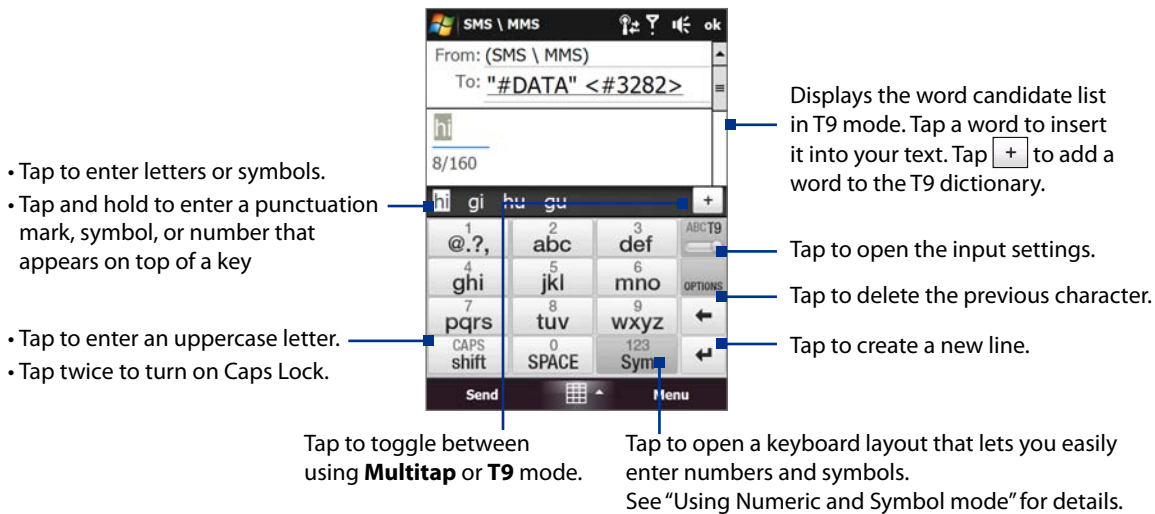 SMS \ MMS ok
From: (SMS \ MMS)
To: "#DATA" <#3282>
hi
8/160
hi gi hu gu +
1 2 3 ABC T9
@.?, abc def
4 5 6
ghi jkl mno OPTIONS
7 8 9
pqrs tuv wxyz
CAPS 0 123
shift SPACE Sym
Send Menu
• Tap to enter letters or symbols.
• Tap and hold to enter a punctuation
mark, symbol, or number that
appears on top of a key
• Tap to enter an uppercase letter.
• Tap twice to turn on Caps Lock.
Displays the word candidate list
in T9 mode. Tap a word to insert
it into your text. Tap + to add a
word to the T9 dictionary.
Tap to open the input settings.
Tap to delete the previous character.
Tap to create a new line.
Tap to toggle between
using Multitap or T9 mode.
Tap to open a keyboard layout that lets you easily
enter numbers and symbols.
See “Using Numeric and Symbol mode” for details.